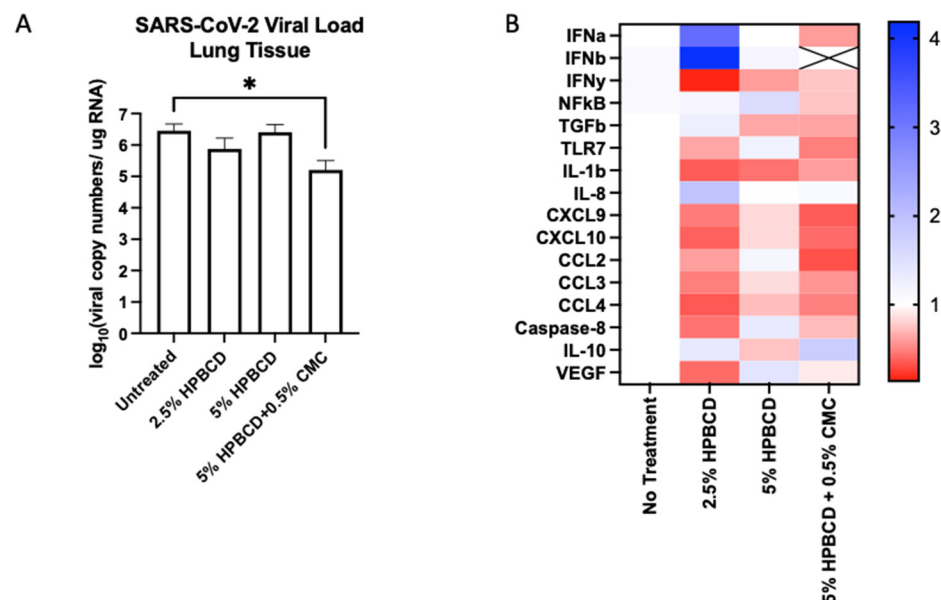 A
SARS-CoV-2 Viral Load
Lung Tissue
*
log10(viral copy numbers/ ug RNA)
7
6
5
4
3
2
1
0
Untreated
2.5% HPBCD
5% HPBCD
5% HPBCD+0.5% CMC
B
IFNa
IFNb
IFNy
NFkB
TGFb
TLR7
IL-1b
IL-8
CXCL9
CXCL10
CCL2
CCL3
CCL4
Caspase-8
IL-10
VEGF
No Treatment
2.5% HPBCD
5% HPBCD
5% HPBCD + 0.5% CMC
4
3
2
1